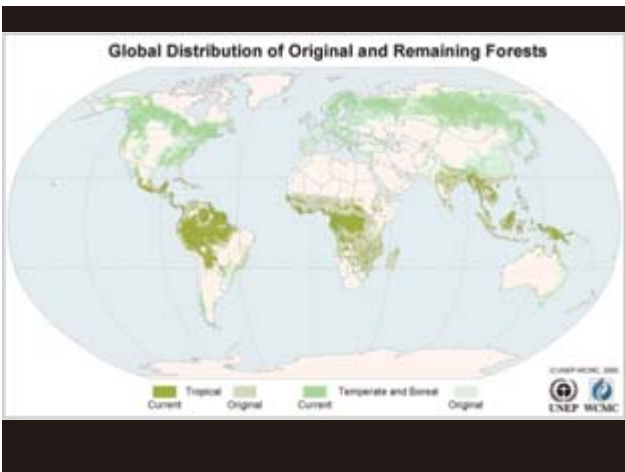 Global Distribution of Original and Remaining Forests
Tropical
Temperate and Boreal
Current
Original
Current
Original
UNEP WCMC